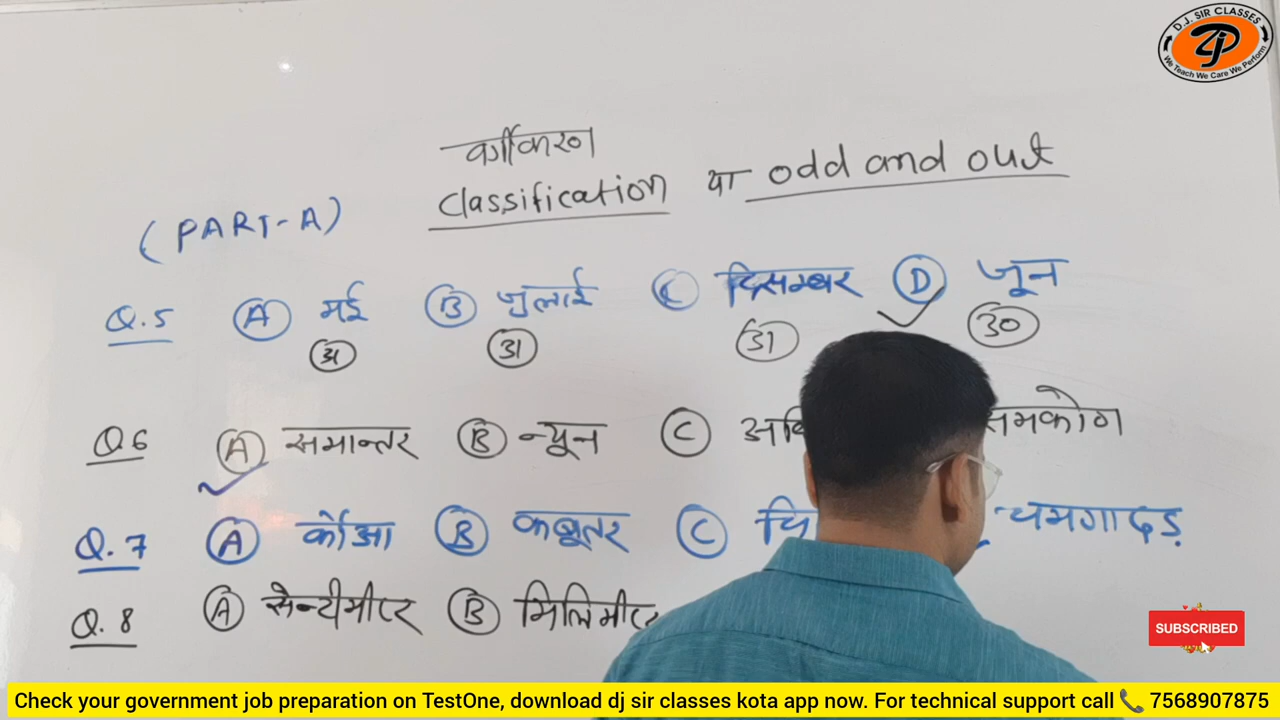 D.J. SIR CLASSES
We Teach We Care We Perform
वर्गीकरण
(PART-A) Classification या odd and out
Q.5 A मई B जुलाई C दिसम्बर D जून
31 31 31 30
Q.6 A समान्तर B न्यून C समकोण
Q.7 A कौआ B कबूतर C चमगादड़
Q.8 A सेन्टीमीटर B मिलिमीटर
SUBSCRIBED
Check your government job preparation on TestOne, download dj sir classes kota app now. For technical support call 7568907875